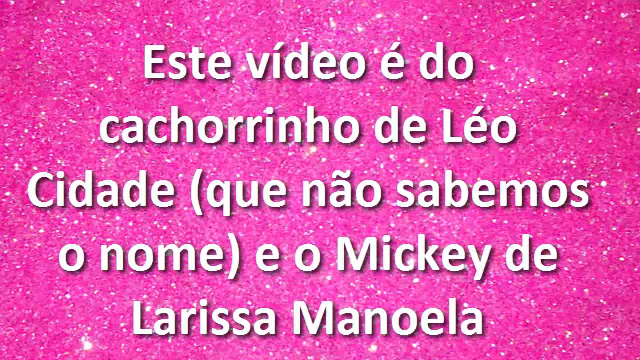 Este vídeo é do
cachorrinho de Léo
Cidade (que não sabemos
o nome) e o Mickey de
Larissa Manoela